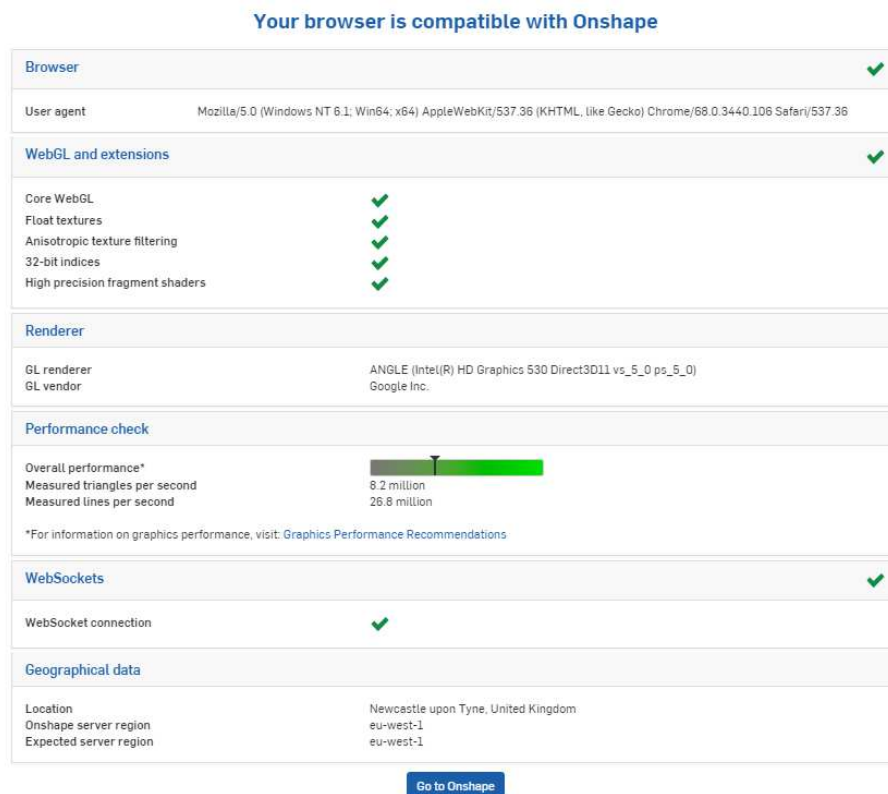 Your browser is compatible with Onshape
Browser
User agent Mozilla/5.0 (Windows NT 6.1; Win64; x64) AppleWebKit/537.36 (KHTML, like Gecko) Chrome/68.0.3440.106 Safari/537.36
WebGL and extensions
Core WebGL
Float textures
Anisotropic texture filtering
32-bit indices
High precision fragment shaders
Renderer
GL renderer ANGLE (Intel(R) HD Graphics 530 Direct3D11 vs_5_0 ps_5_0)
GL vendor Google Inc.
Performance check
Overall performance*
Measured triangles per second 8.2 million
Measured lines per second 26.8 million
*For information on graphics performance, visit: Graphics Performance Recommendations
WebSockets
WebSocket connection
Geographical data
Location Newcastle upon Tyne, United Kingdom
Onshape server region eu-west-1
Expected server region eu-west-1
Go to Onshape